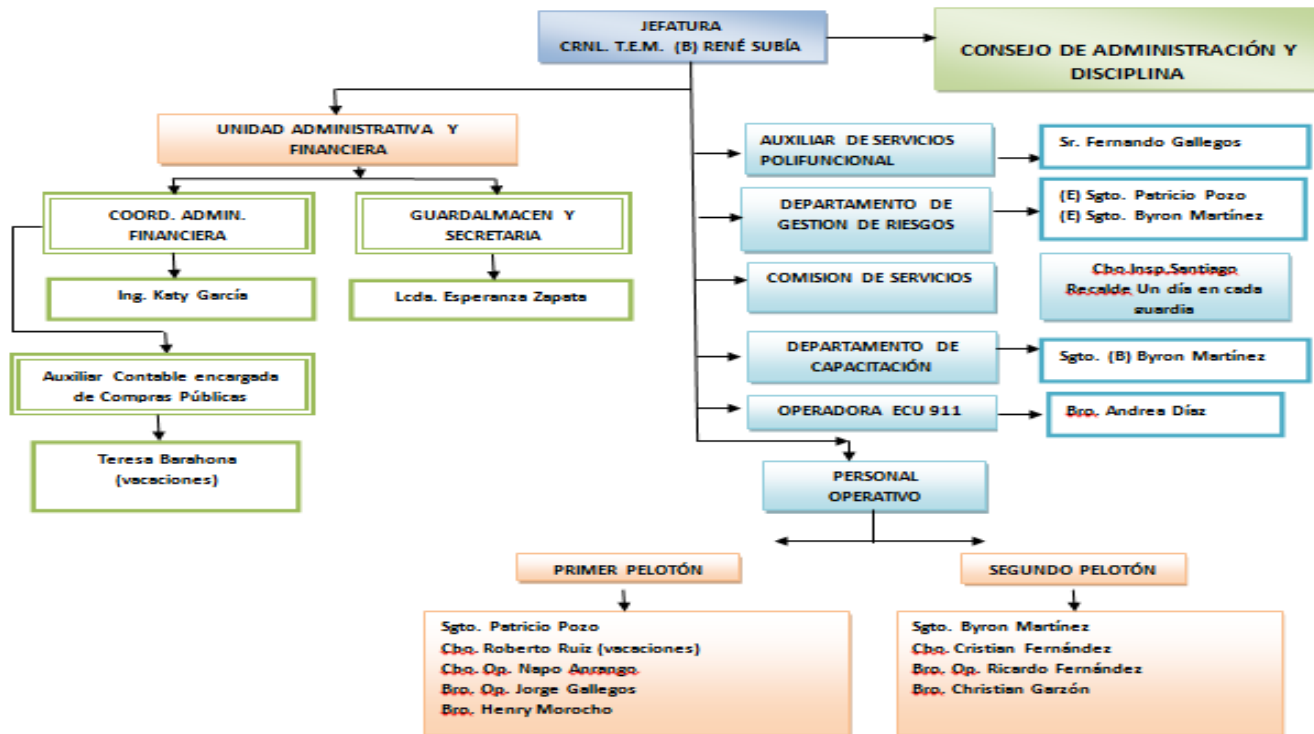 JEFATURA
CRNL. T.E.M. (B) RENÉ SUBÍA
CONSEJO DE ADMINISTRACIÓN Y
DISCIPLINA
UNIDAD ADMINISTRATIVA Y
FINANCIERA
COORD. ADMIN.
FINANCIERA
GUARDALMACEN Y
SECRETARIA
Ing. Katy García
Lcda. Esperanza Zapata
Auxiliar Contable encargada
de Compras Públicas
Teresa Barahona
(vacaciones)
AUXILIAR DE SERVICIOS
POLIFUNCIONAL
Sr. Fernando Gallegos
DEPARTAMENTO DE
GESTION DE RIESGOS
(E) Sgto. Patricio Pozo
(E) Sgto. Byron Martínez
COMISION DE SERVICIOS
Cbo.Insp.Santiago
Recalde Un día en cada
guardia
DEPARTAMENTO DE
CAPACITACIÓN
Sgto. (B) Byron Martínez
OPERADORA ECU 911
Bro. Andrea Díaz
PERSONAL
OPERATIVO
PRIMER PELOTÓN
Sgto. Patricio Pozo
Cbo. Roberto Ruiz (vacaciones)
Cbo. Op. Napo Anrango
Bro. Op. Jorge Gallegos
Bro. Henry Morocho
SEGUNDO PELOTÓN
Sgto. Byron Martínez
Cbo. Cristian Fernández
Bro. Op. Ricardo Fernández
Bro. Christian Garzón